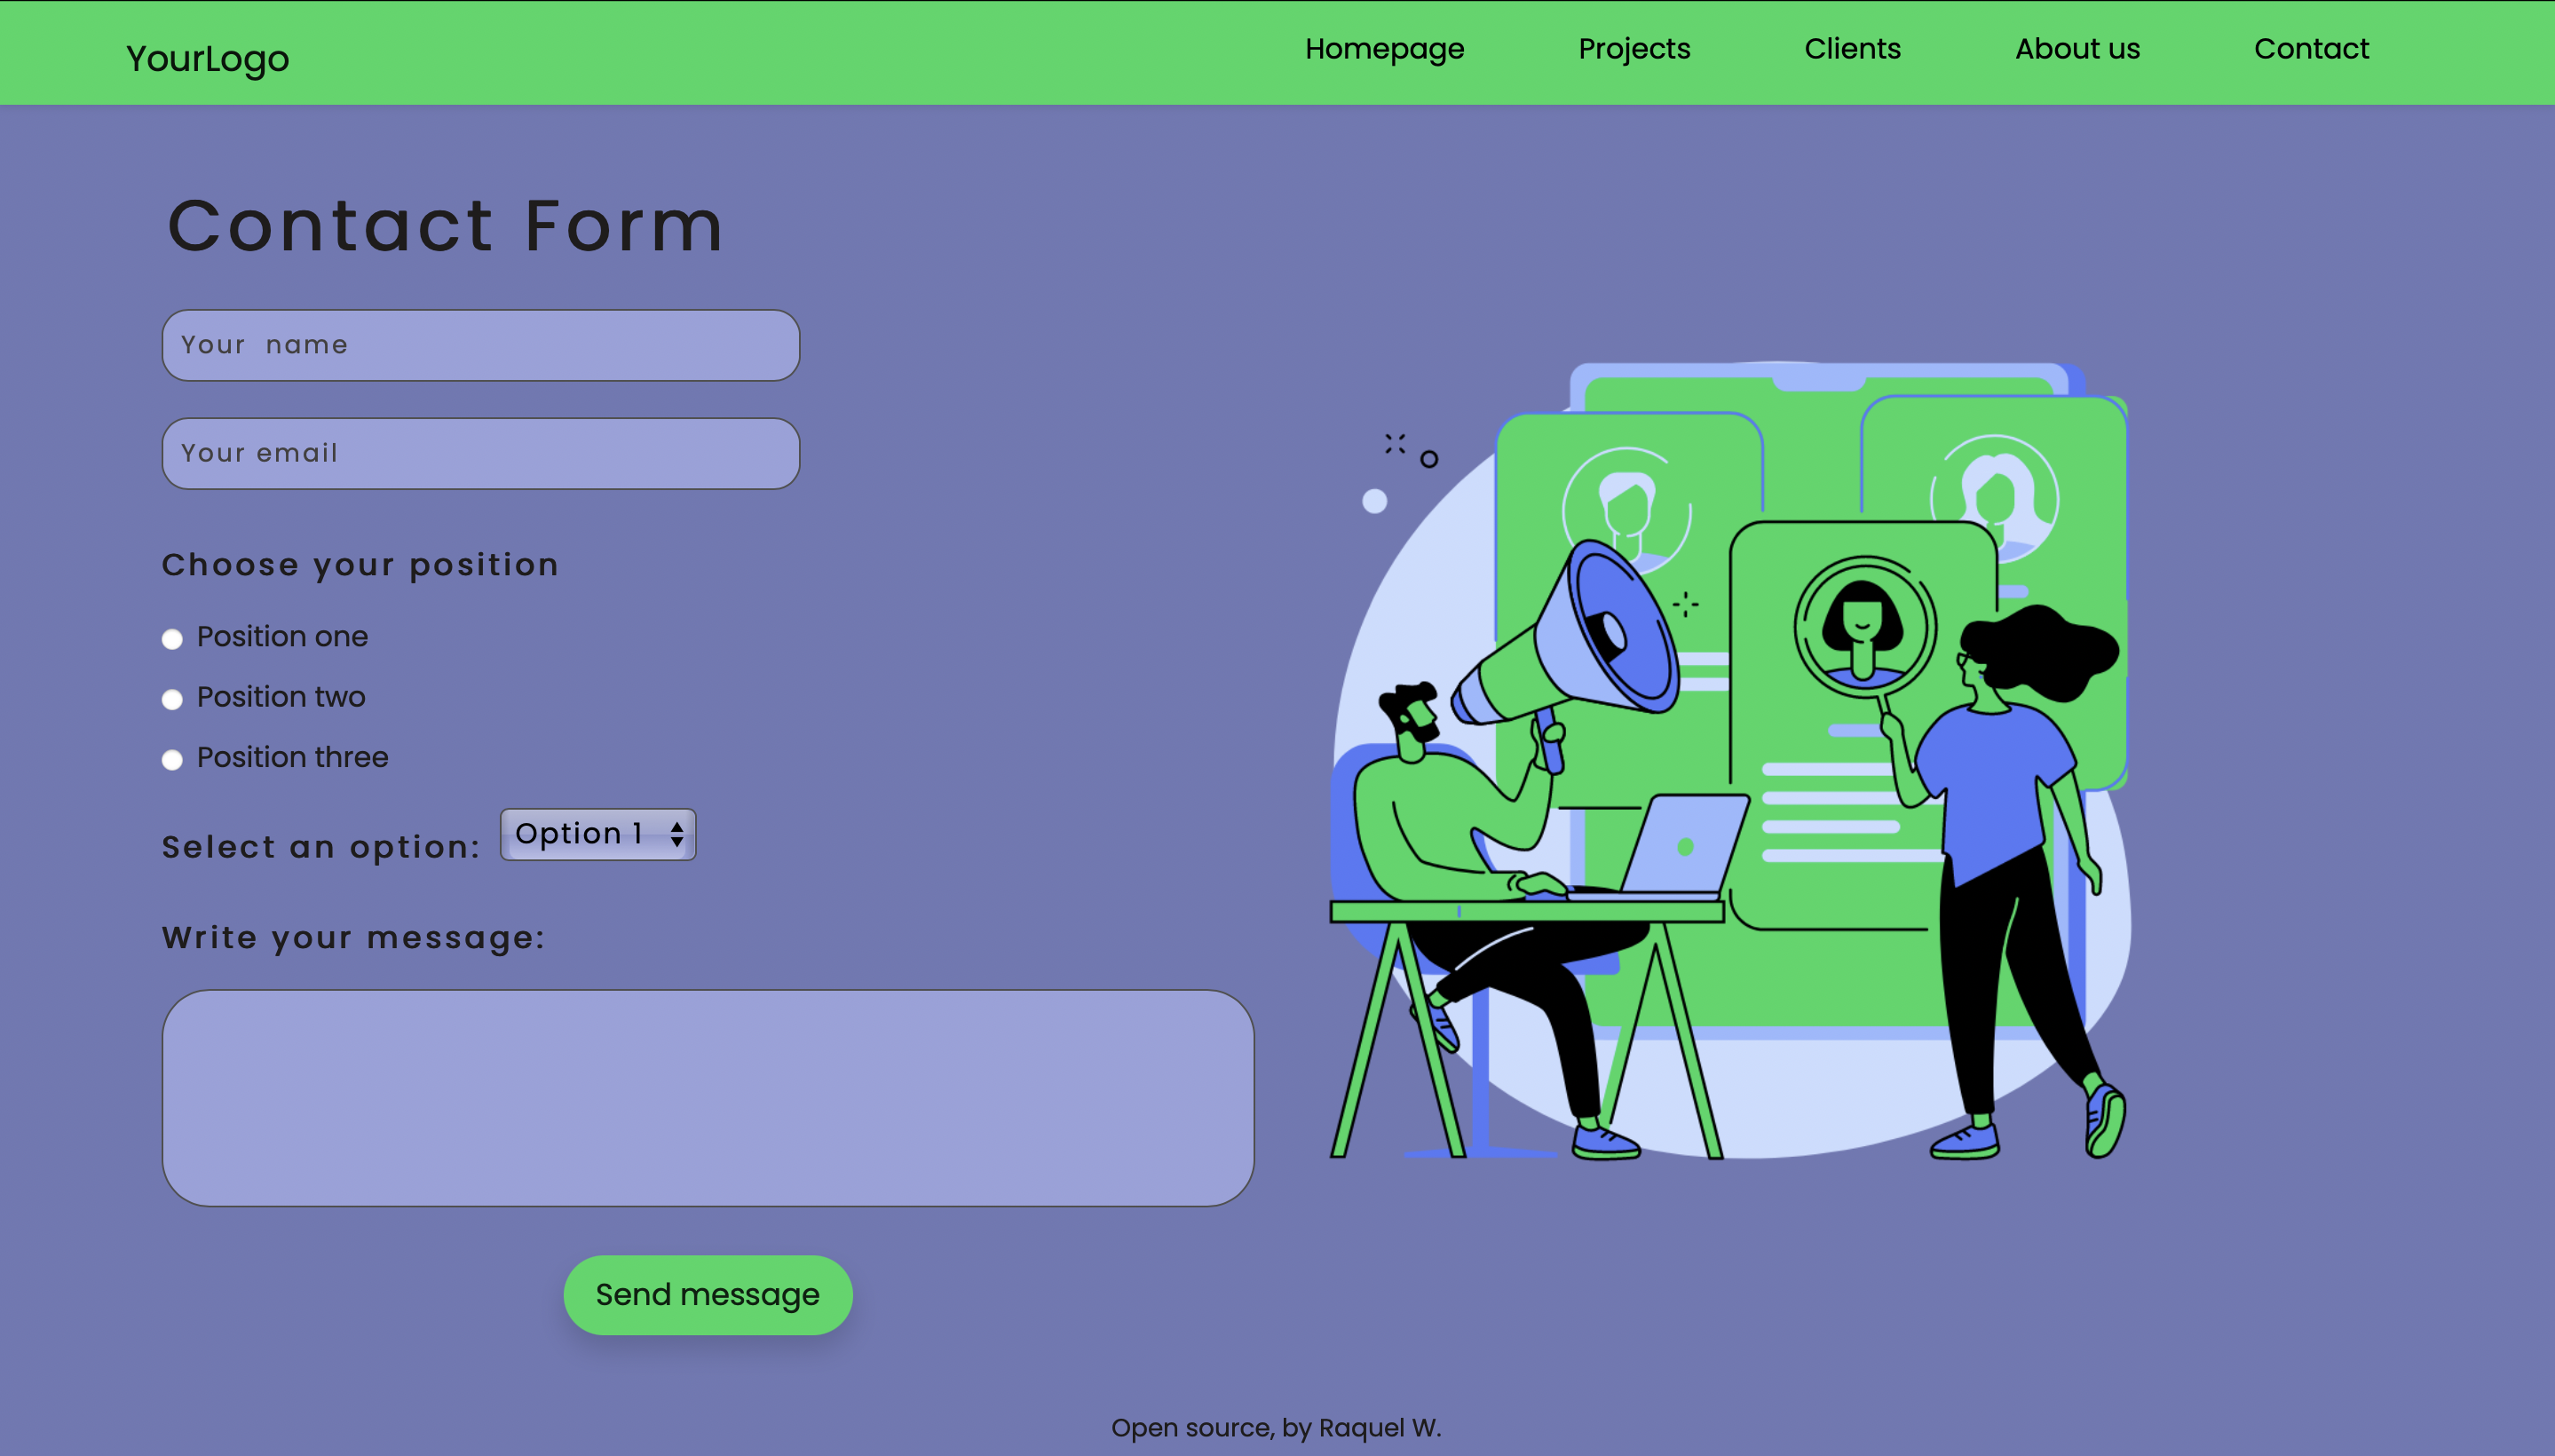 YourLogo
Homepage Projects Clients About us Contact
Contact Form
Your name
Your email
Choose your position
Position one
Position two
Position three
Select an option: Option 1
Write your message:
Send message
Open source, by Raquel W.